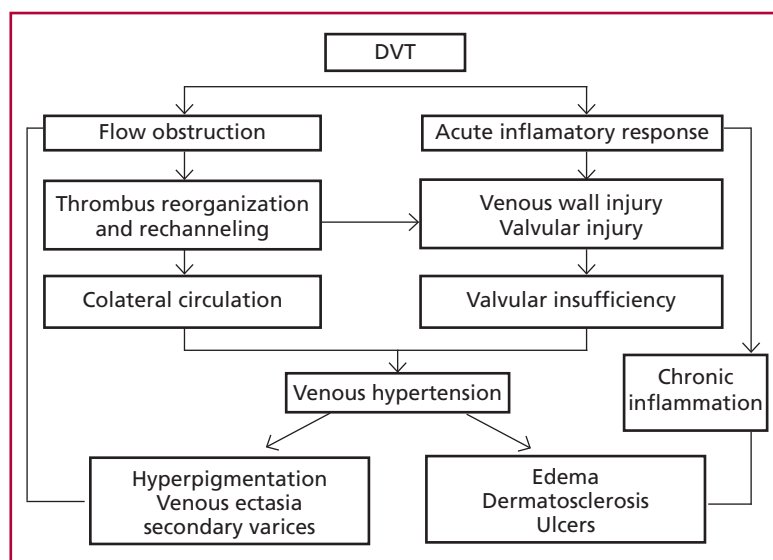 DVT
Flow obstruction
Acute inflamatory response
Thrombus reorganization
and rechanneling
Venous wall injury
Valvular injury
Colateral circulation
Valvular insufficiency
Venous hypertension
Chronic
inflammation
Hyperpigmentation
Venous ectasia
secondary varices
Edema
Dermatosclerosis
Ulcers